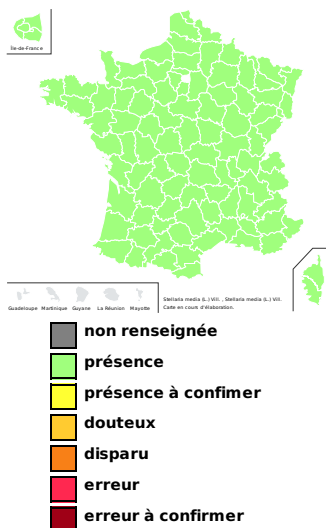 Île-de-France
Guadeloupe Martinique Guyane La Réunion Mayotte
Stellaria media (L.) Vill. , Stellaria media (L.) Vill.
Carte en cours d'élaboration.
non renseignée
présence
présence à confimer
douteux
disparu
erreur
erreur à confirmer